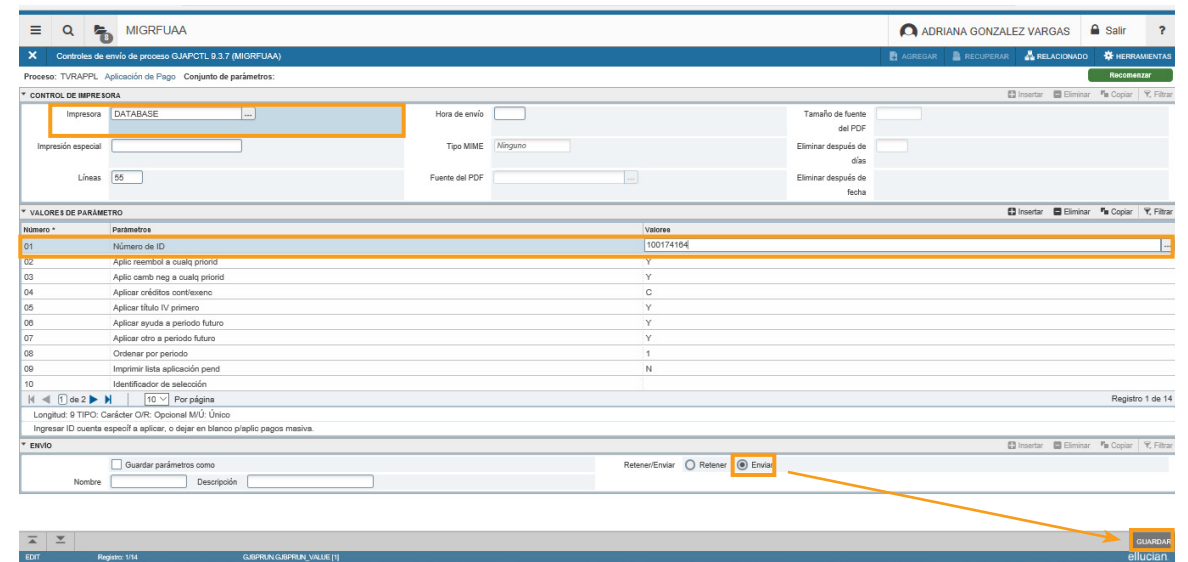 8 MIGRFUAA ADRIANA GONZALEZ VARGAS Salir ?
X Controles de envío de proceso GJAPCTL 9.3.7 (MIGRFUAA) AGREGAR RECUPERAR RELACIONADO HERRAMIENTAS
Proceso: TVRAPPL Aplicación de Pago Conjunto de parámetros: Recomenzar
CONTROL DE IMPRESORA Insertar Eliminar Copiar Filtrar
Impresora DATABASE ... Hora de envío Tamaño de fuente
del PDF
Impresión especial Tipo MIME Ninguno Eliminar después de
días
Líneas 55 Fuente del PDF ... Eliminar después de
fecha
VALORES DE PARÁMETRO Insertar Eliminar Copiar Filtrar
Número * Parámetros Valores
01 Número de ID 100174164 ...
02 Aplic reembol a cualq priorid Y
03 Aplic camb neg a cualq priorid Y
04 Aplicar créditos cont/exenc C
05 Aplicar título IV primero Y
06 Aplicar ayuda a periodo futuro Y
07 Aplicar otro a periodo futuro Y
08 Ordenar por periodo 1
09 Imprimir lista aplicación pend N
10 Identificador de selección
1 de 2 10 Por página Registro 1 de 14
Longitud: 9 TIPO: Carácter O/R: Opcional M/Ú: Único
Ingresar ID cuenta específ a aplicar, o dejar en blanco p/aplic pagos masiva.
ENVÍO Insertar Eliminar Copiar Filtrar
Guardar parámetros como Retener/Enviar Retener Enviar
Nombre Descripción
GUARDAR
EDIT Registro: 1/14 GJBPRUN.GJBPRUN_VALUE [1] ellucian